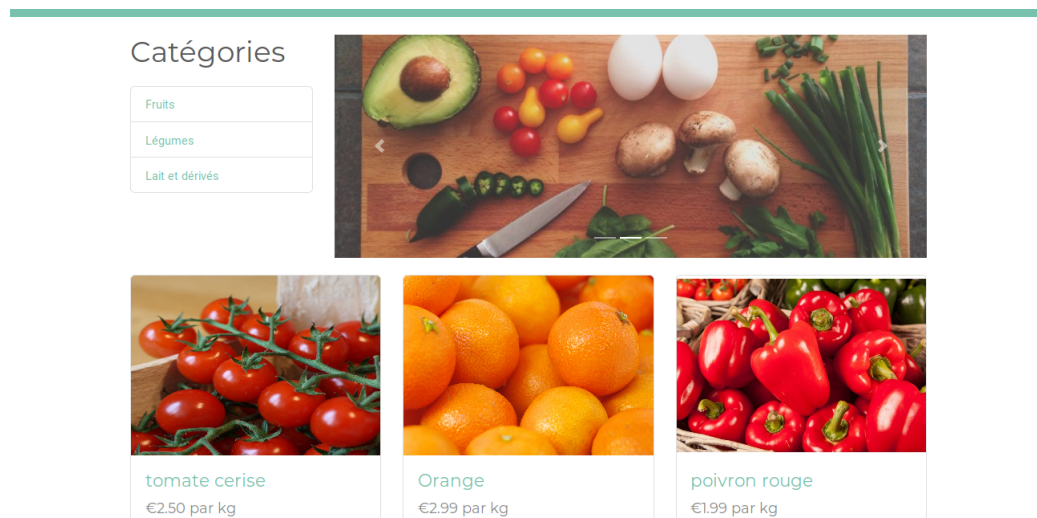 Catégories
Fruits
Légumes
Lait et dérivés
tomate cerise
€2.50 par kg
Orange
€2.99 par kg
poivron rouge
€1.99 par kg